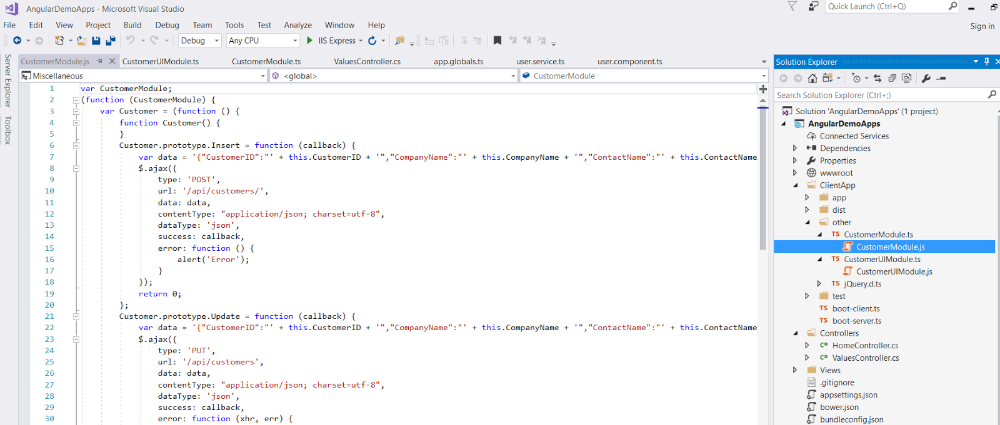 AngularDemoApps - Microsoft Visual Studio
Quick Launch (Ctrl+Q)
File Edit View Project Build Debug Team Tools Test Analyze Window Help
Sign in
Debug Any CPU IIS Express
Server Explorer
Toolbox
CustomerModule.js CustomerUIModule.ts CustomerModule.ts ValuesController.cs app.globals.ts user.service.ts user.component.ts
Miscellaneous <global> CustomerModule
1 var CustomerModule;
2 (function (CustomerModule) {
3 var Customer = (function () {
4 function Customer() {
5 }
6 Customer.prototype.Insert = function (callback) {
7 var data = '{"CustomerID":"' + this.CustomerID + '","CompanyName":"' + this.CompanyName + '","ContactName":"' + this.ContactName
8 $.ajax({
9 type: 'POST',
10 url: '/api/customers/',
11 data: data,
12 contentType: "application/json; charset=utf-8",
13 dataType: 'json',
14 success: callback,
15 error: function () {
16 alert('Error');
17 }
18 });
19 return 0;
20 };
21 Customer.prototype.Update = function (callback) {
22 var data = '{"CustomerID":"' + this.CustomerID + '","CompanyName":"' + this.CompanyName + '","ContactName":"' + this.ContactName
23 $.ajax({
24 type: 'PUT',
25 url: '/api/customers',
26 data: data,
27 contentType: "application/json; charset=utf-8",
28 dataType: 'json',
29 success: callback,
30 error: function (xhr, err) {
Solution Explorer
Search Solution Explorer (Ctrl+;)
Solution 'AngularDemoApps' (1 project)
AngularDemoApps
Connected Services
Dependencies
Properties
wwwroot
ClientApp
app
dist
other
TS CustomerModule.ts
CustomerModule.js
TS CustomerUIModule.ts
CustomerUIModule.js
TS jQuery.d.ts
test
TS boot-client.ts
TS boot-server.ts
Controllers
C# HomeController.cs
C# ValuesController.cs
Views
.gitignore
appsettings.json
bower.json
bundleconfig.json